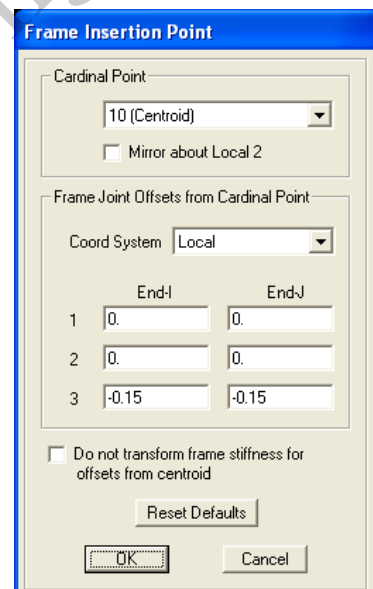 Frame Insertion Point
Cardinal Point
10 (Centroid)
Mirror about Local 2
Frame Joint Offsets from Cardinal Point
Coord System Local
End-I End-J
1 0. 0.
2 0. 0.
3 -0.15 -0.15
Do not transform frame stiffness for
offsets from centroid
Reset Defaults
OK Cancel